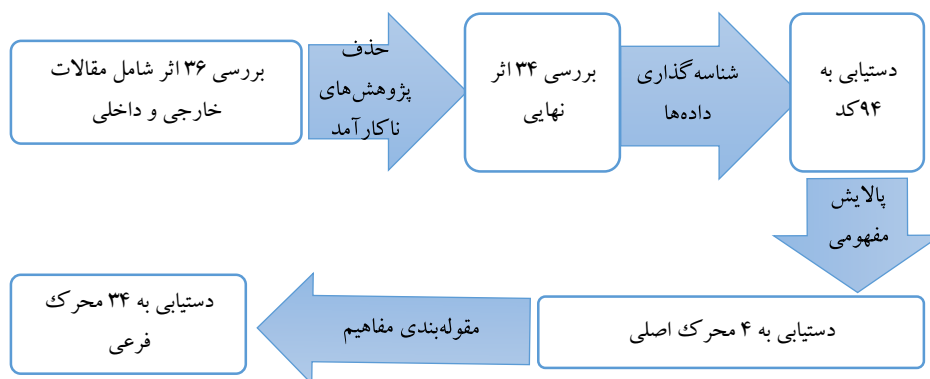 بررسی ۳۶ اثر شامل مقالات
خارجی و داخلی
حذف
پژوهش‌های
ناکارآمد
بررسی ۳۴ اثر
نهایی
شناسه‌گذاری
داده‌ها
دستیابی به
۹۴کد
پالایش
مفهومی
دستیابی به ۴ محرک اصلی
مقوله‌بندی مفاهیم
دستیابی به ۳۴ محرک
فرعی